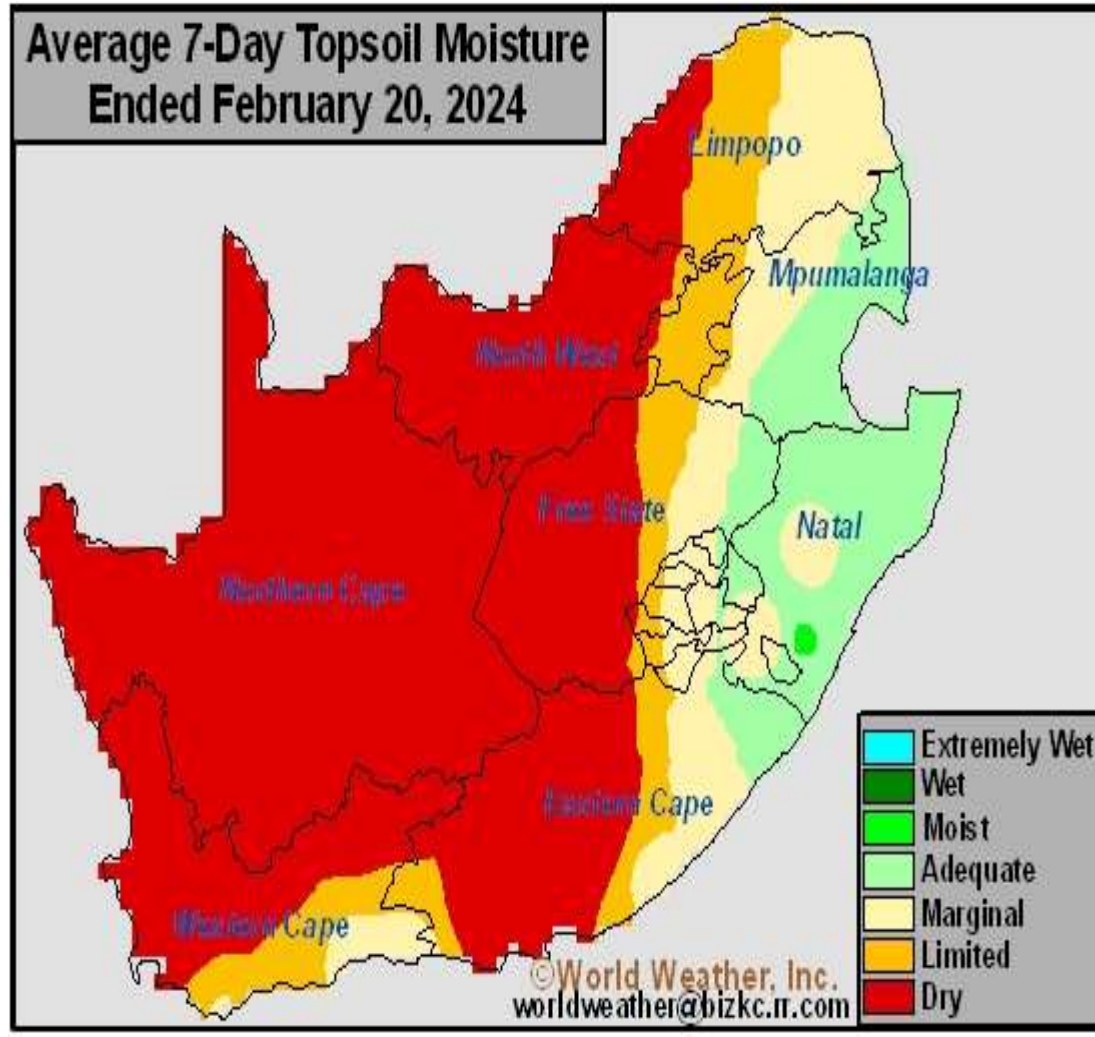 Average 7-Day Topsoil Moisture
Ended February 20, 2024
Limpopo
Mpumalanga
North West
Free State
Natal
Northern Cape
Eastern Cape
Western Cape
Extremely Wet
Wet
Moist
Adequate
Marginal
Limited
Dry
©World Weather, Inc.
worldweather@bizkc.rr.com